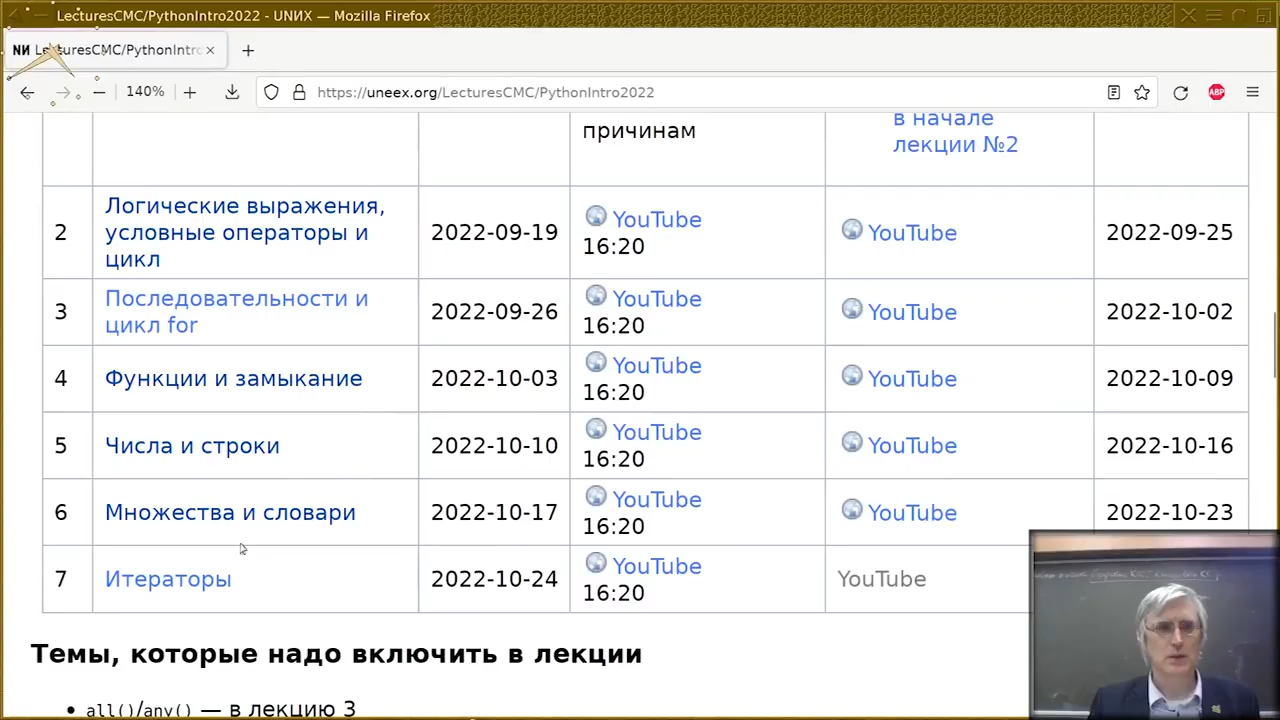 LecturesCMC/PythonIntro2022 - UNИX — Mozilla Firefox
LecturesCMC/PythonIntro
140%
https://uneex.org/LecturesCMC/PythonIntro2022
ABP
причинам
в начале
лекции №2
2
Логические выражения,
условные операторы и
цикл
2022-09-19
YouTube
16:20
YouTube
2022-09-25
3
Последовательности и
цикл for
2022-09-26
YouTube
16:20
YouTube
2022-10-02
4
Функции и замыкание
2022-10-03
YouTube
16:20
YouTube
2022-10-09
5
Числа и строки
2022-10-10
YouTube
16:20
YouTube
2022-10-16
6
Множества и словари
2022-10-17
YouTube
16:20
YouTube
2022-10-23
7
Итераторы
2022-10-24
YouTube
16:20
YouTube
Темы, которые надо включить в лекции
all()/any() — в лекцию 3